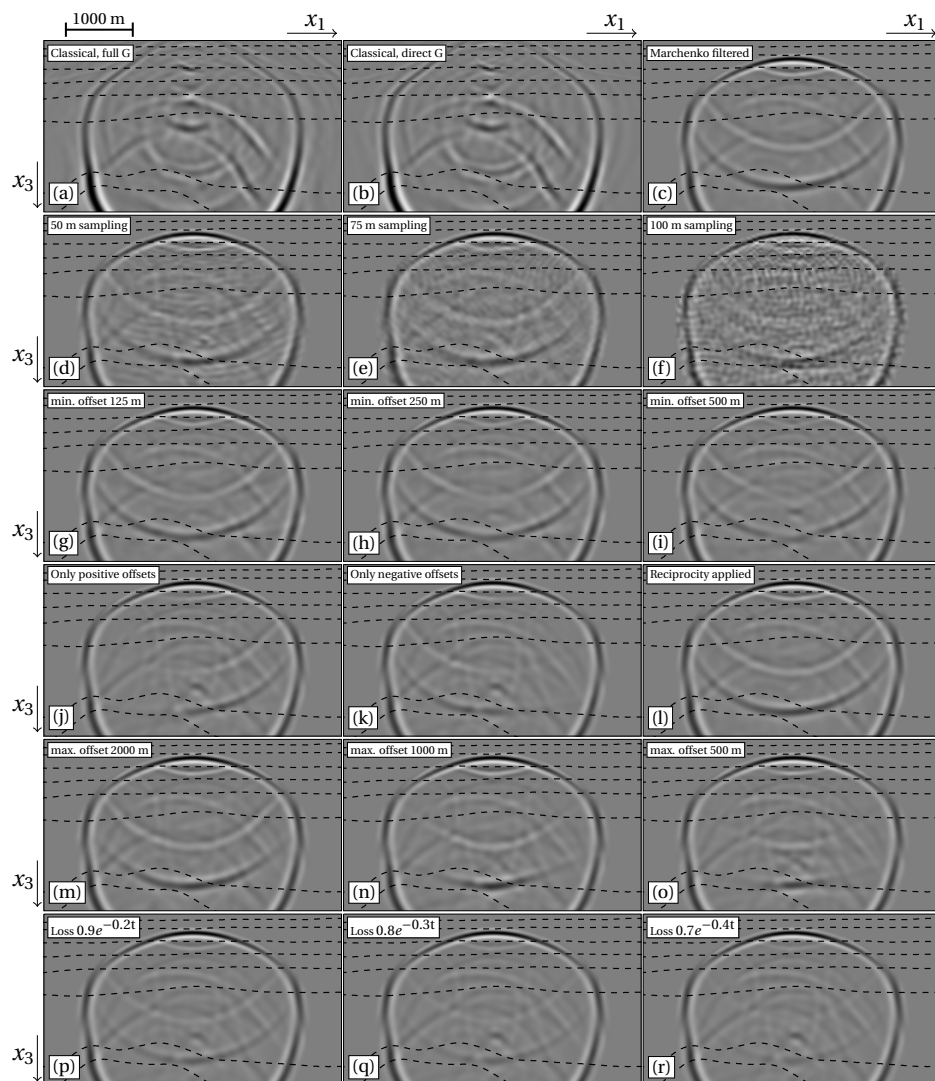 1000 m
x₁ x₁ x₁
Classical, full G Classical, direct G Marchenko filtered
x₃ (a) (b) (c)
50 m sampling 75 m sampling 100 m sampling
x₃ (d) (e) (f)
min. offset 125 m min. offset 250 m min. offset 500 m
x₃ (g) (h) (i)
Only positive offsets Only negative offsets Reciprocity applied
x₃ (j) (k) (l)
max. offset 2000 m max. offset 1000 m max. offset 500 m
x₃ (m) (n) (o)
Loss 0.9e^−0.2t Loss 0.8e^−0.3t Loss 0.7e^−0.4t
x₃ (p) (q) (r)